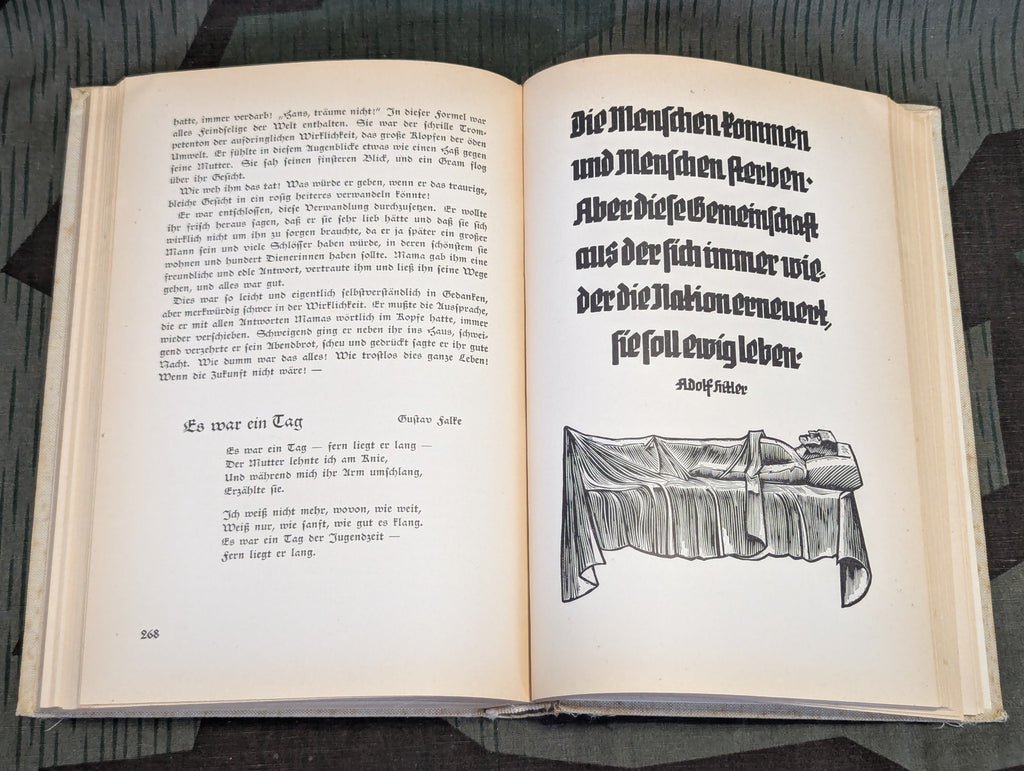 hatte, immer verdarb! „Hans, träume nicht!“ In dieser Formel war
alles Feindselige der Welt enthalten. Sie war der schrille Trom-
petenton der aufdringlichen Wirklichkeit, das große Klopfen der öden
Umwelt. Er fühlte in diesem Augenblicke etwas wie einen Haß gegen
seine Mutter. Sie sah seinen finsteren Blick, und ein Gram flog
über ihr Gesicht.
Wie weh ihm das tat! Was würde er geben, wenn er das traurige,
bleiche Gesicht in ein rosig heiteres verwandeln könnte!
Er war entschlossen, diese Verwandlung durchzusetzen. Er wollte
ihr frisch heraus sagen, daß er sie sehr lieb hätte und daß sie sich
wirklich nicht um ihn zu sorgen brauchte, da er ja später ein großer
Mann sein und viele Schlösser haben würde, in deren schönstem sie
wohnen und hundert Dienerinnen haben sollte. Mama gab ihm eine
freundliche und edle Antwort, vertraute ihm und ließ ihn seine Wege
gehen, und alles war gut.
Dies war so leicht und eigentlich selbstverständlich in Gedanken,
aber merkwürdig schwer in der Wirklichkeit. Er mußte die Aussprache,
die er mit allen Antworten Mamas wörtlich im Kopfe hatte, immer
wieder verschieben. Schweigend ging er neben ihr ins Haus, schwei-
gend verzehrte er sein Abendbrot, scheu und gedrückt sagte er ihr gute
Nacht. Wie dumm war das alles! Wie trostlos dies ganze Leben!
Wenn die Zukunft nicht wäre! —
Es war ein Tag Gustav Falke
Es war ein Tag — fern liegt er lang —
Der Mutter lehnte ich am Knie,
Und während mich ihr Arm umschlang,
Erzählte sie.
Ich weiß nicht mehr, wovon, wie weit,
Weiß nur, wie sanft, wie gut es klang.
Es war ein Tag der Jugendzeit —
Fern liegt er lang.
268
Die Menschen kommen
und Menschen sterben·
Aber diese Gemeinschaft
aus der sich immer wie-
der die Nation erneuert,
sie soll ewig leben·
Adolf Hitler